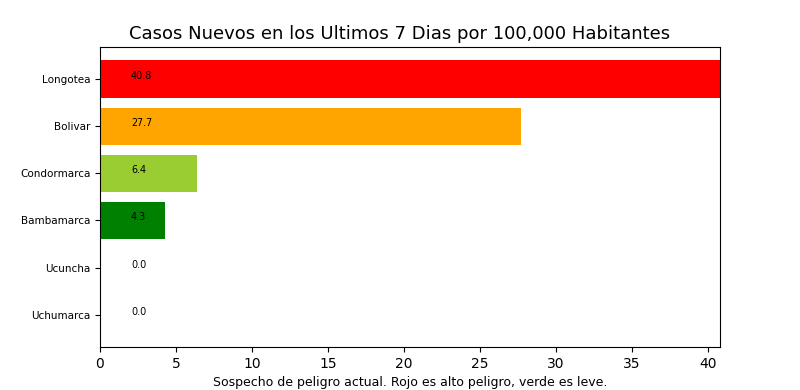 Casos Nuevos en los Ultimos 7 Dias por 100,000 Habitantes
Longotea 40.8
Bolivar 27.7
Condormarca 6.4
Bambamarca 4.3
Ucuncha 0.0
Uchumarca 0.0
0 5 10 15 20 25 30 35 40
Sospecho de peligro actual. Rojo es alto peligro, verde es leve.